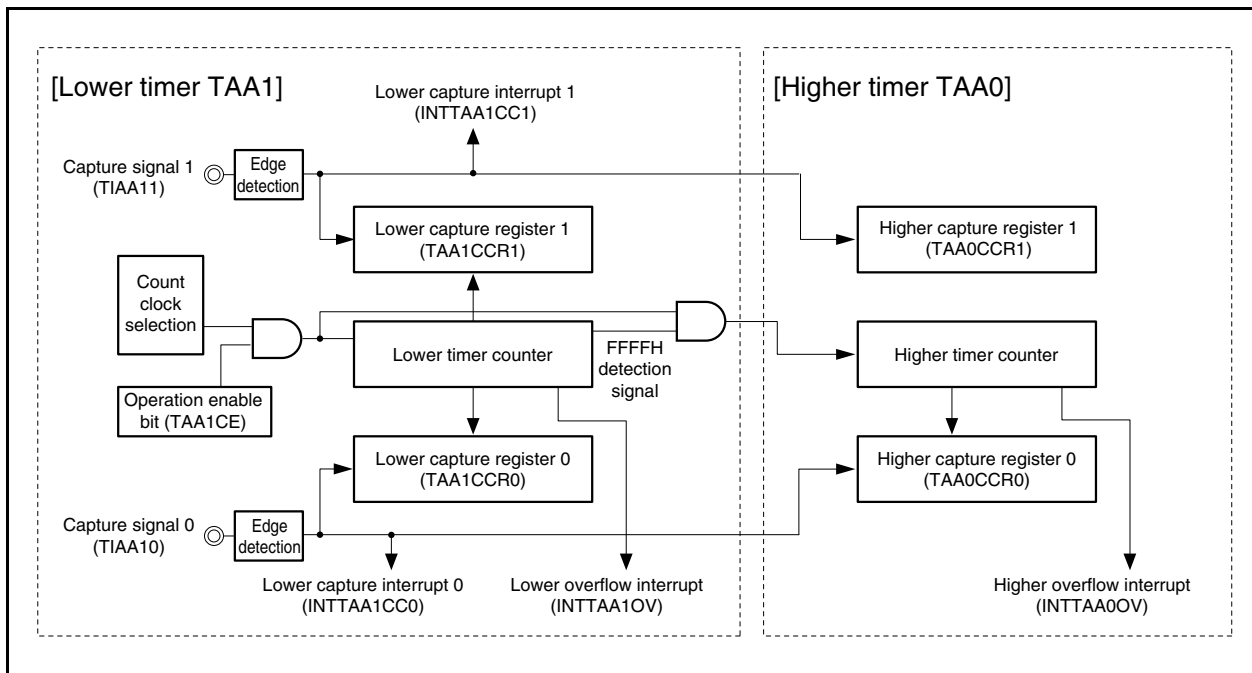 [Lower timer TAA1]
[Higher timer TAA0]
Lower capture interrupt 1
(INTTAA1CC1)
Capture signal 1
(TIAA11)
Edge
detection
Lower capture register 1
(TAA1CCR1)
Higher capture register 1
(TAA0CCR1)
Count
clock
selection
Lower timer counter
FFFFH
detection
signal
Higher timer counter
Operation enable
bit (TAA1CE)
Lower capture register 0
(TAA1CCR0)
Higher capture register 0
(TAA0CCR0)
Capture signal 0
(TIAA10)
Edge
detection
Lower capture interrupt 0
(INTTAA1CC0)
Lower overflow interrupt
(INTTAA1OV)
Higher overflow interrupt
(INTTAA0OV)